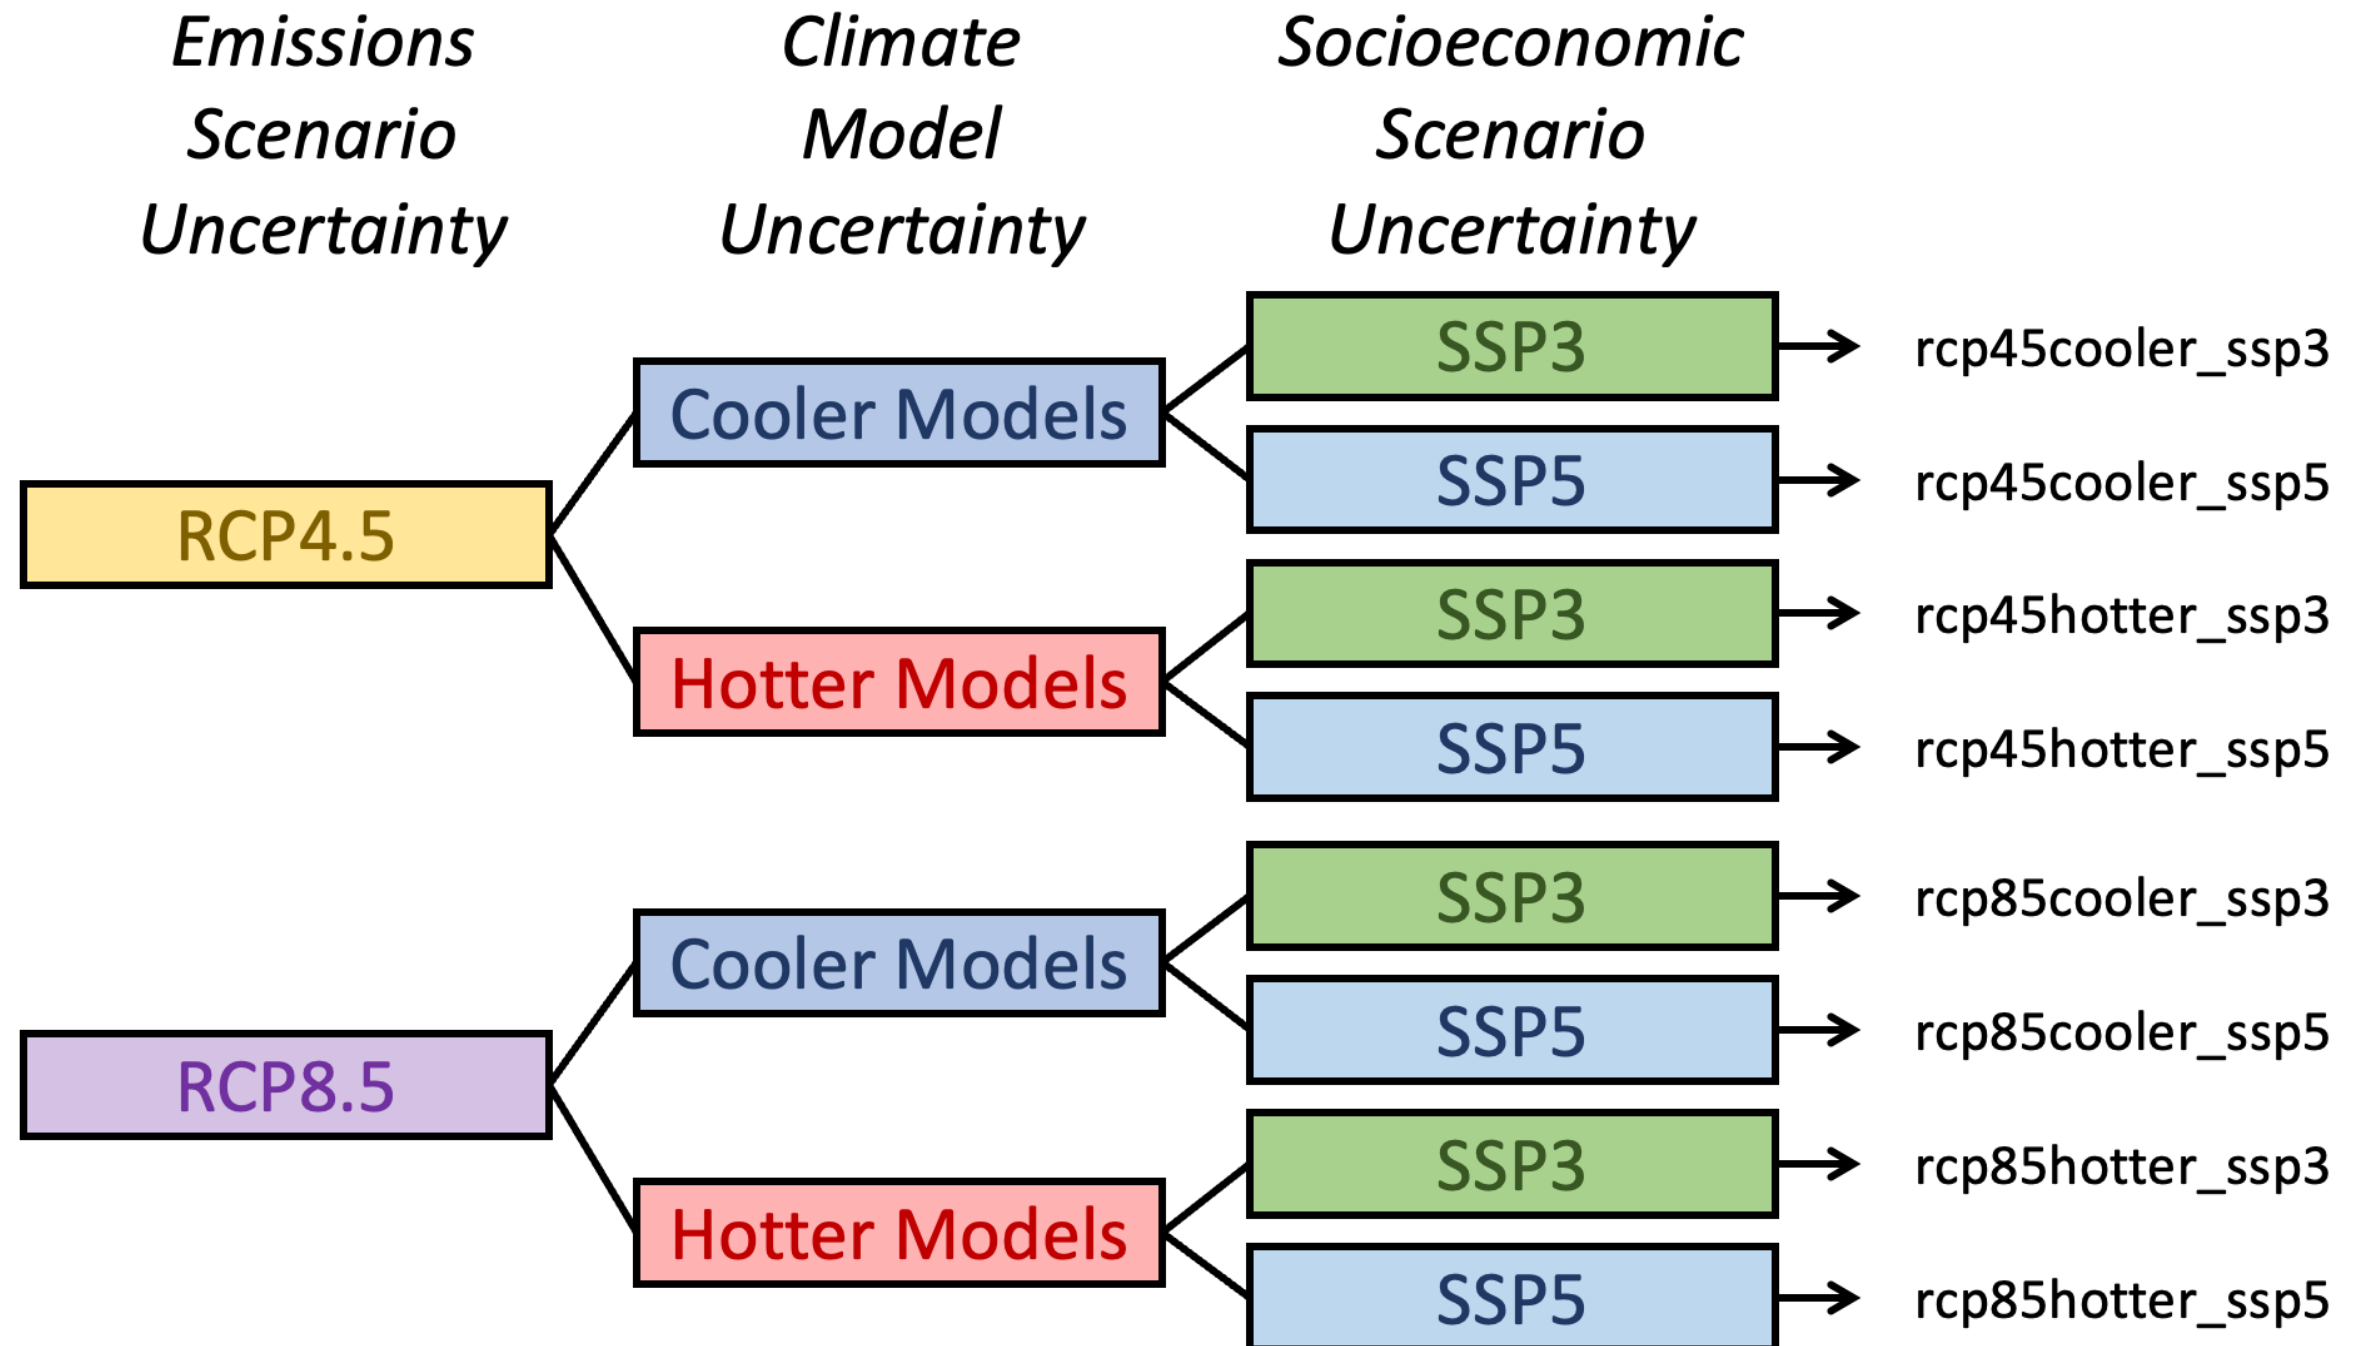 Emissions
Scenario
Uncertainty
Climate
Model
Uncertainty
Socioeconomic
Scenario
Uncertainty
RCP4.5
Cooler Models
SSP3
rcp45cooler_ssp3
SSP5
rcp45cooler_ssp5
Hotter Models
SSP3
rcp45hotter_ssp3
SSP5
rcp45hotter_ssp5
RCP8.5
Cooler Models
SSP3
rcp85cooler_ssp3
SSP5
rcp85cooler_ssp5
Hotter Models
SSP3
rcp85hotter_ssp3
SSP5
rcp85hotter_ssp5